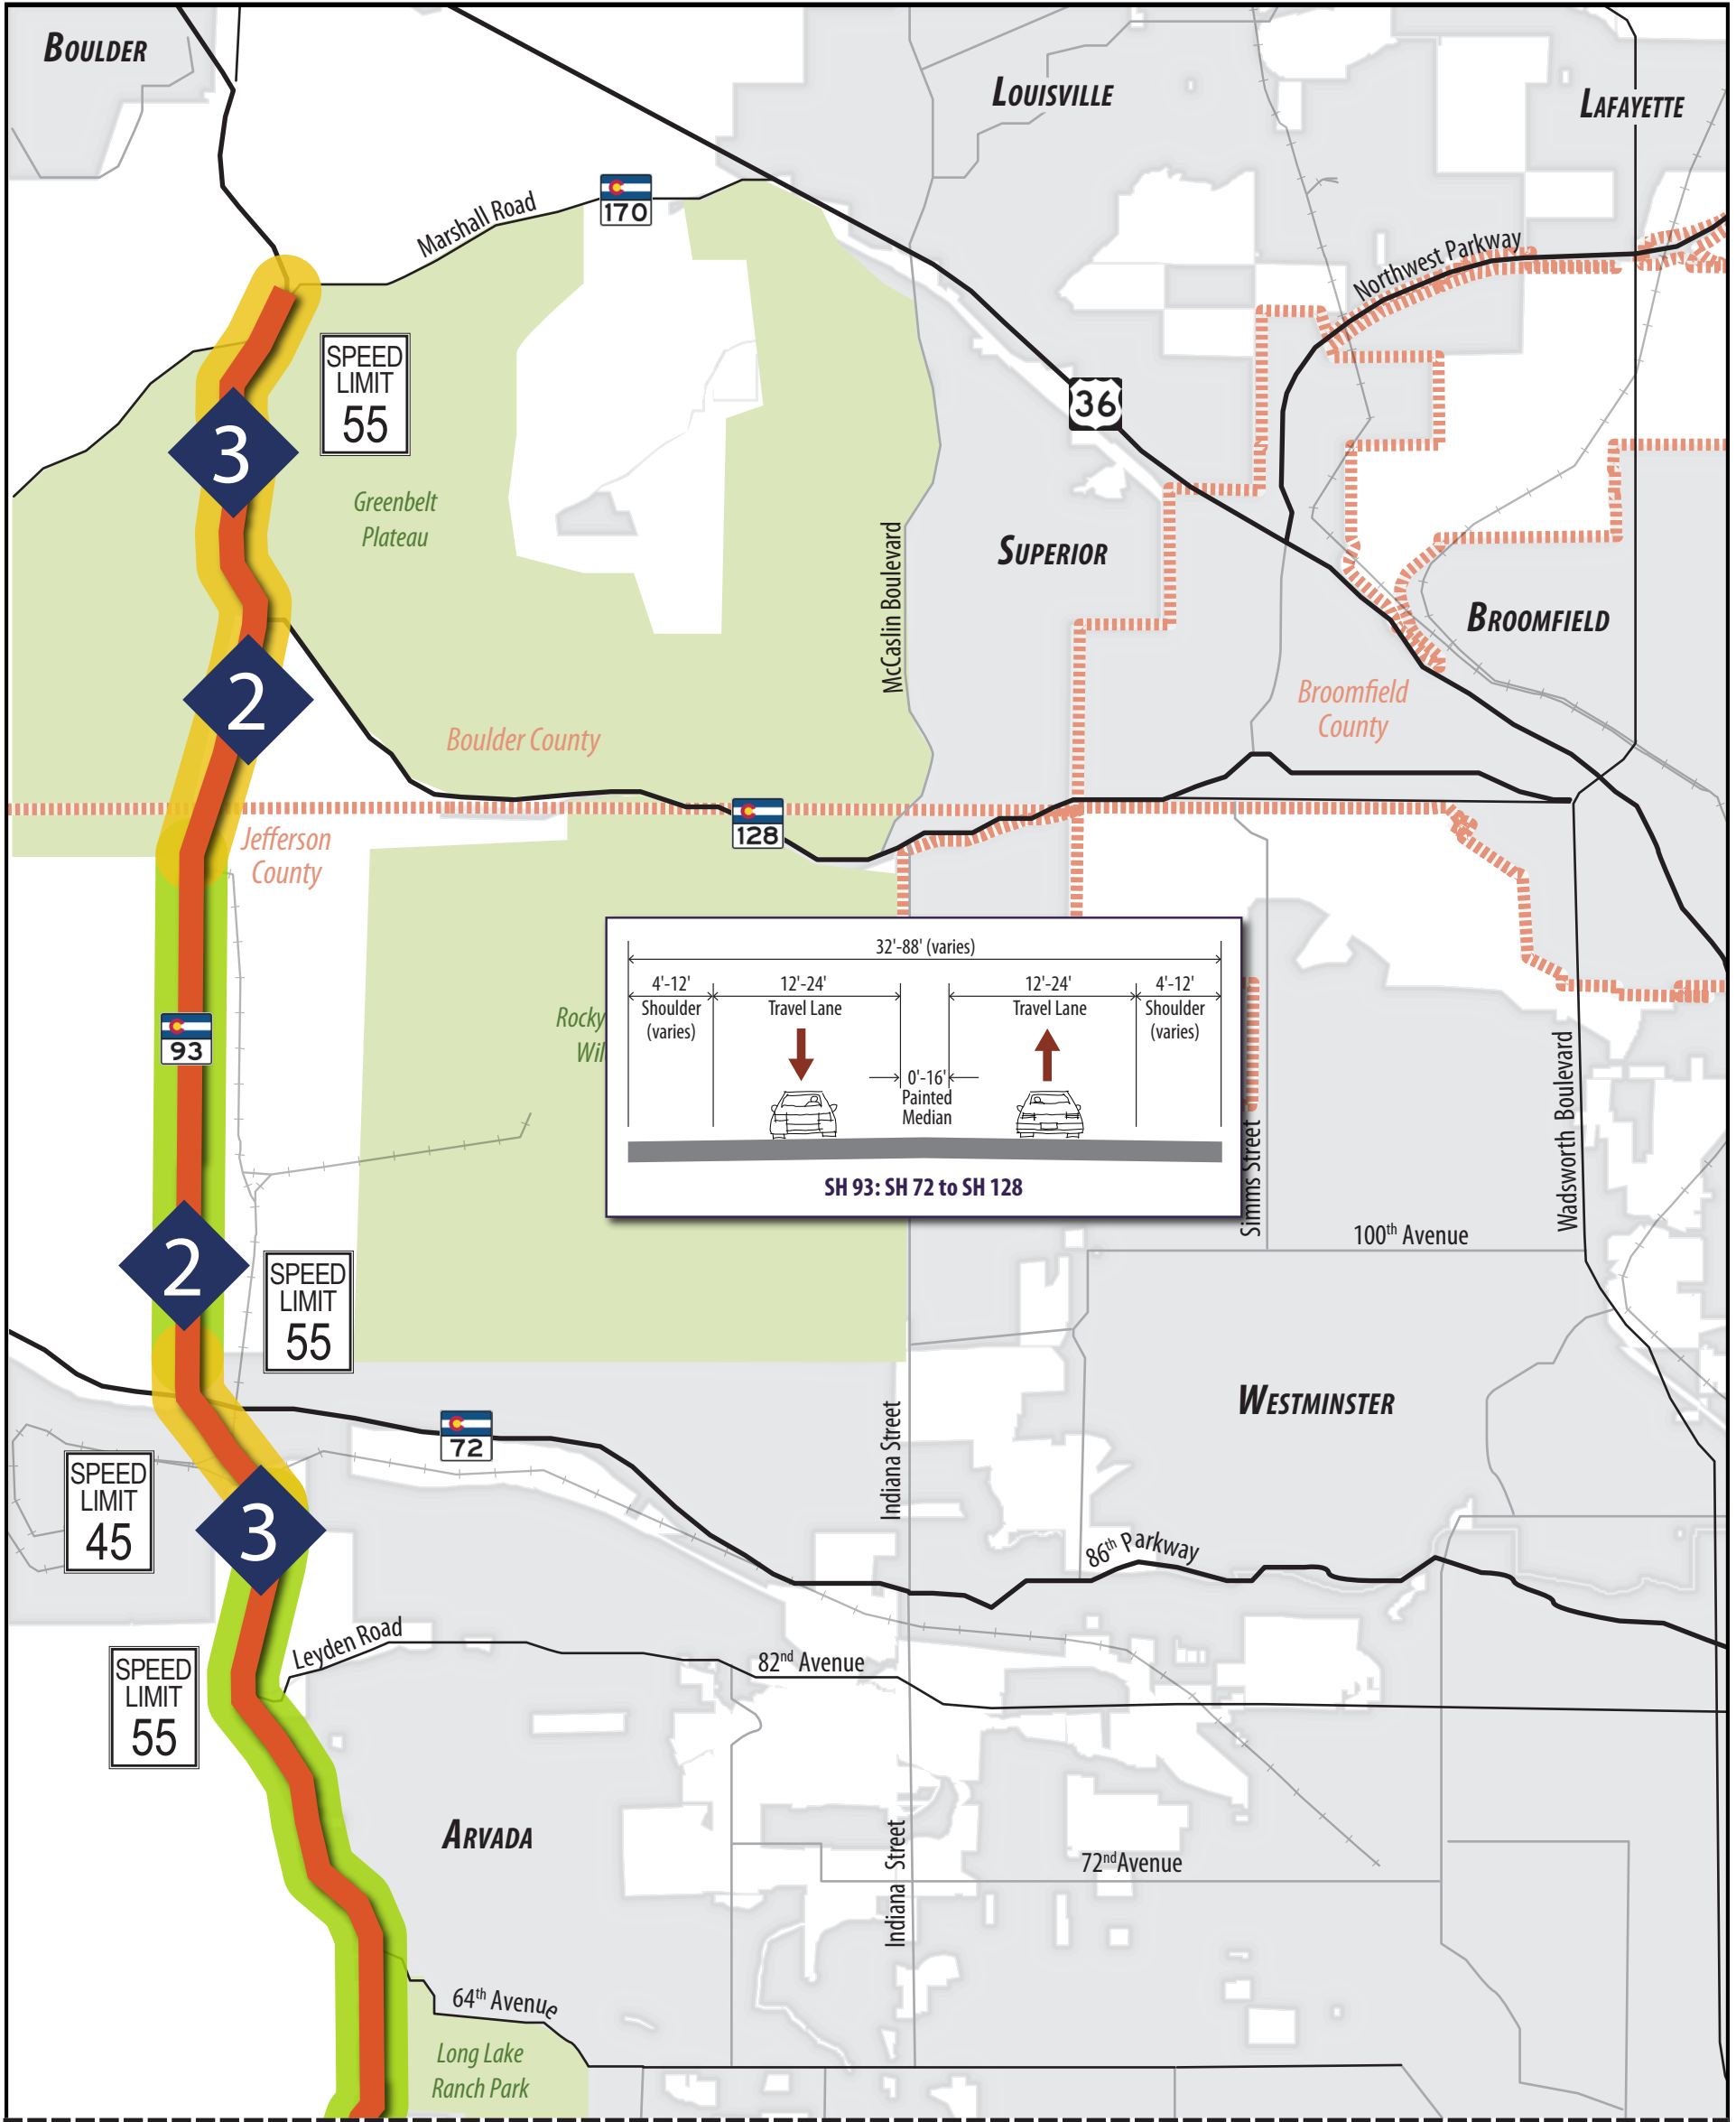 BOULDER
LOUISVILLE
LAFAYETTE
170
Marshall Road
Northwest Parkway
SPEED
LIMIT
55
36
3
Greenbelt
Plateau
McCaslin Boulevard
SUPERIOR
BROOMFIELD
2
Broomfield
County
Boulder County
128
Jefferson
County
32'-88' (varies)
4'-12'
Shoulder
(varies)
12'-24'
Travel Lane
12'-24'
Travel Lane
4'-12'
Shoulder
(varies)
0'-16'
Painted
Median
SH 93: SH 72 to SH 128
Rocky
Wil
93
Simms Street
Wadsworth Boulevard
100th Avenue
2
SPEED
LIMIT
55
WESTMINSTER
72
Indiana Street
SPEED
LIMIT
45
3
86th Parkway
Leyden Road
82nd Avenue
SPEED
LIMIT
55
ARVADA
Indiana Street
72nd Avenue
64th Avenue
Long Lake
Ranch Park